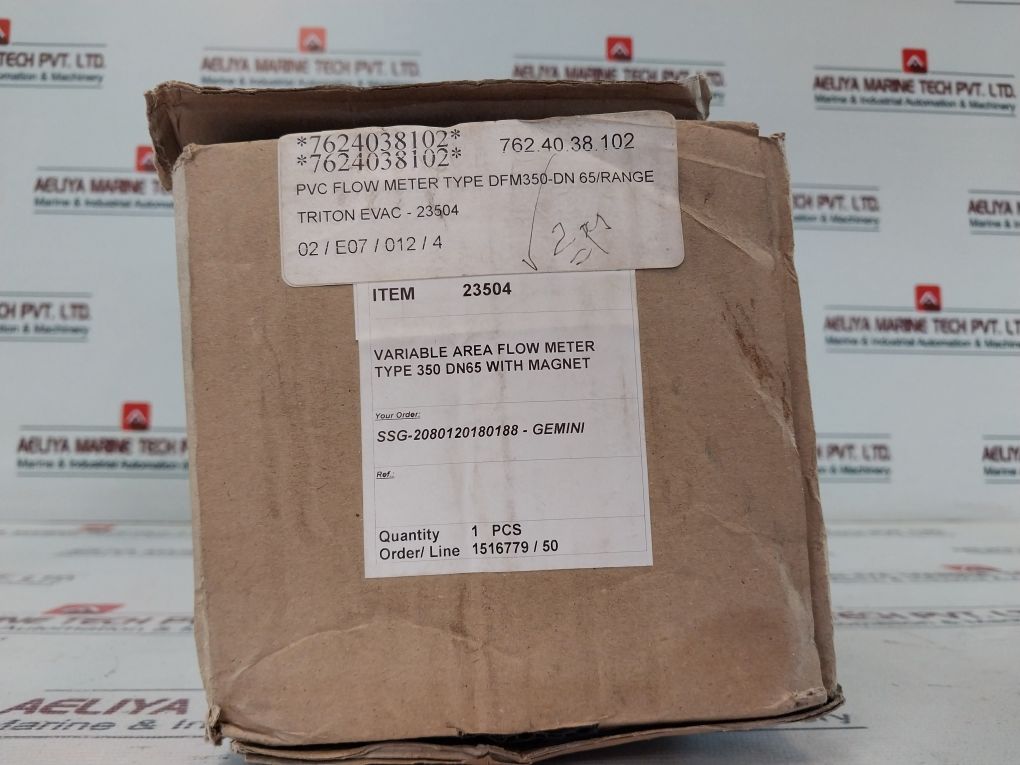 *7624038102*
*7624038102*
762.40.38.102
PVC FLOW METER TYPE DFM350-DN 65/RANGE
TRITON EVAC - 23504
02 / E07 / 012 / 4
ITEM 23504
VARIABLE AREA FLOW METER
TYPE 350 DN65 WITH MAGNET
Your Order:
SSG-2080120180188 - GEMINI
Ref.:
Quantity 1 PCS
Order/ Line 1516779 / 50
AELIYA MARINE TECH PVT. LTD.
Marine & Industrial Automation & Machinery